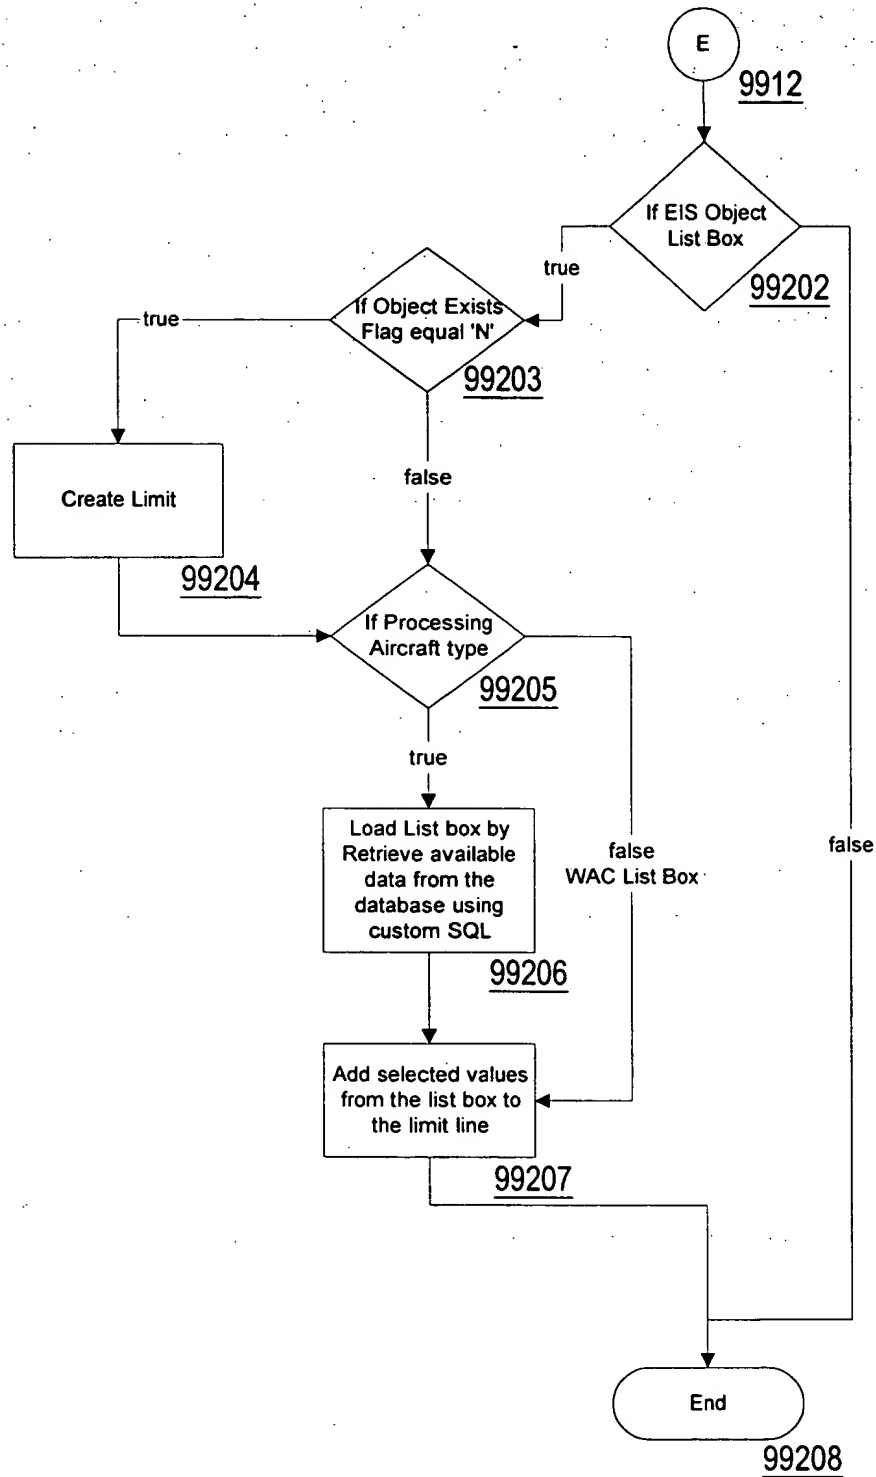 E
9912
If EIS Object
List Box
99202
true
If Object Exists
Flag equal 'N'
99203
true
Create Limit
99204
false
If Processing
Aircraft type
99205
true
Load List box by
Retrieve available
data from the
database using
custom SQL
99206
false
WAC List Box
false
Add selected values
from the list box to
the limit line
99207
End
99208